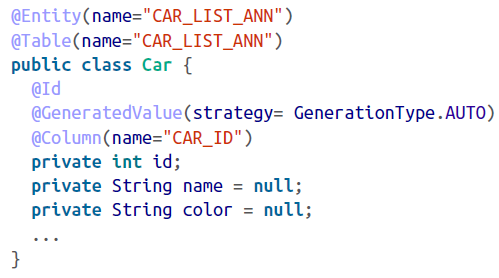 @Entity(name="CAR_LIST_ANN")
@Table(name="CAR_LIST_ANN")
public class Car {
@Id
@GeneratedValue(strategy= GenerationType.AUTO)
@Column(name="CAR_ID")
private int id;
private String name = null;
private String color = null;
...
}